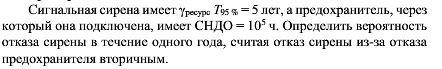 Сигнальная сирена имеет γресурс T95 % = 5 лет, а предохранитель, через
который она подключена, имеет СНДО = 10⁵ ч. Определить вероятность
отказа сирены в течение одного года, считая отказ сирены из-за отказа
предохранителя вторичным.